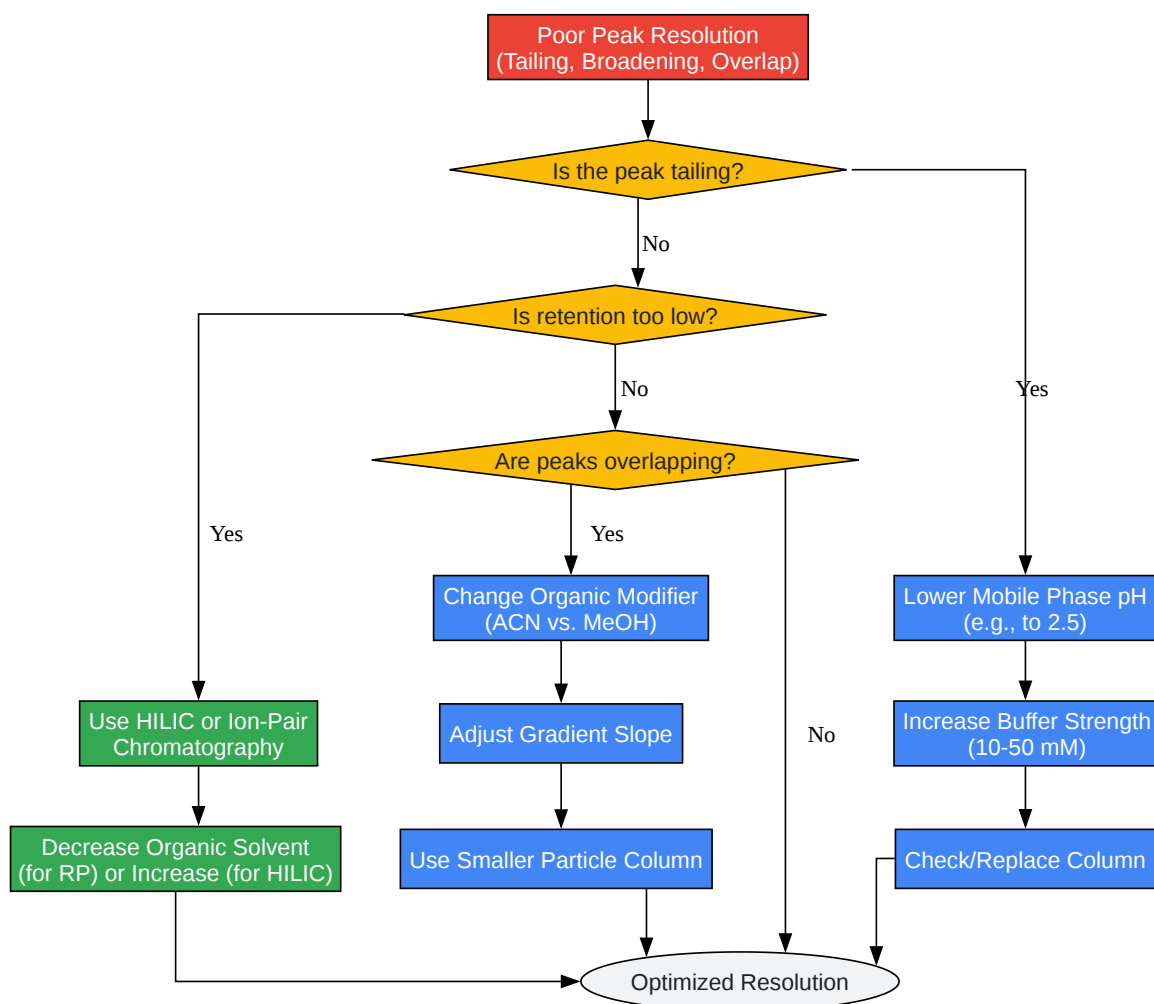 Poor Peak Resolution
(Tailing, Broadening, Overlap)
Is the peak tailing?
No
Is retention too low?
No
Yes
Are peaks overlapping?
Yes
Yes
Change Organic Modifier
(ACN vs. MeOH)
Lower Mobile Phase pH
(e.g., to 2.5)
Use HILIC or Ion-Pair
Chromatography
Adjust Gradient Slope
No
Increase Buffer Strength
(10-50 mM)
Decrease Organic Solvent
(for RP) or Increase (for HILIC)
Use Smaller Particle Column
Check/Replace Column
Optimized Resolution